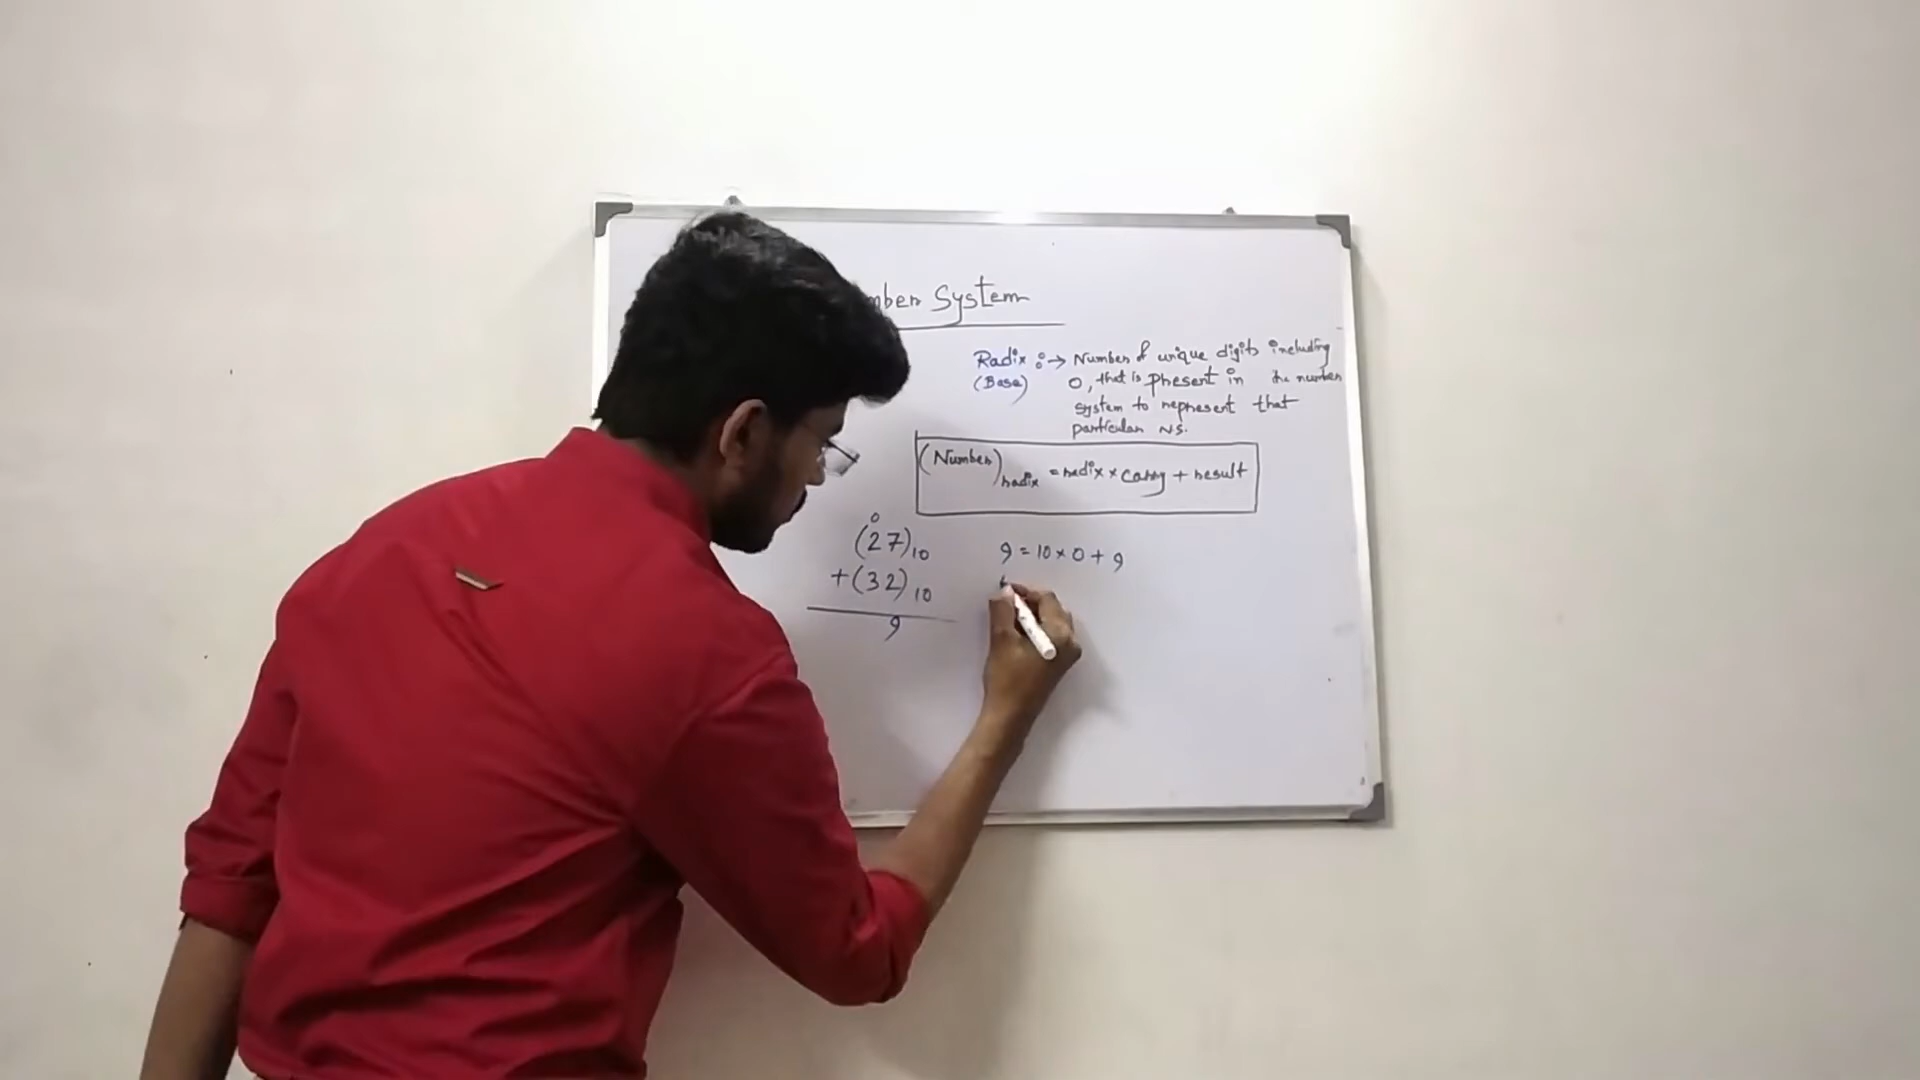 System
Radix :→ Number of unique digits including
(Base) 0, that is present in the number
system to represent that
particular NS.
(Number)radix = radix × Carry + result
0
(27)10
9 = 10 × 0 + 9
+(32)10
9